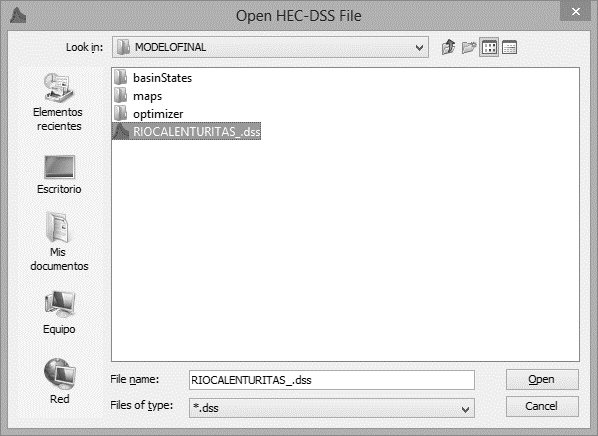 Open HEC-DSS File
Look in: MODELOFINAL
Elementos
recientes
Escritorio
Mis
documentos
Equipo
Red
basinStates
maps
optimizer
RIOCALENTURITAS_.dss
File name: RIOCALENTURITAS_.dss
Open
Files of type: *.dss
Cancel